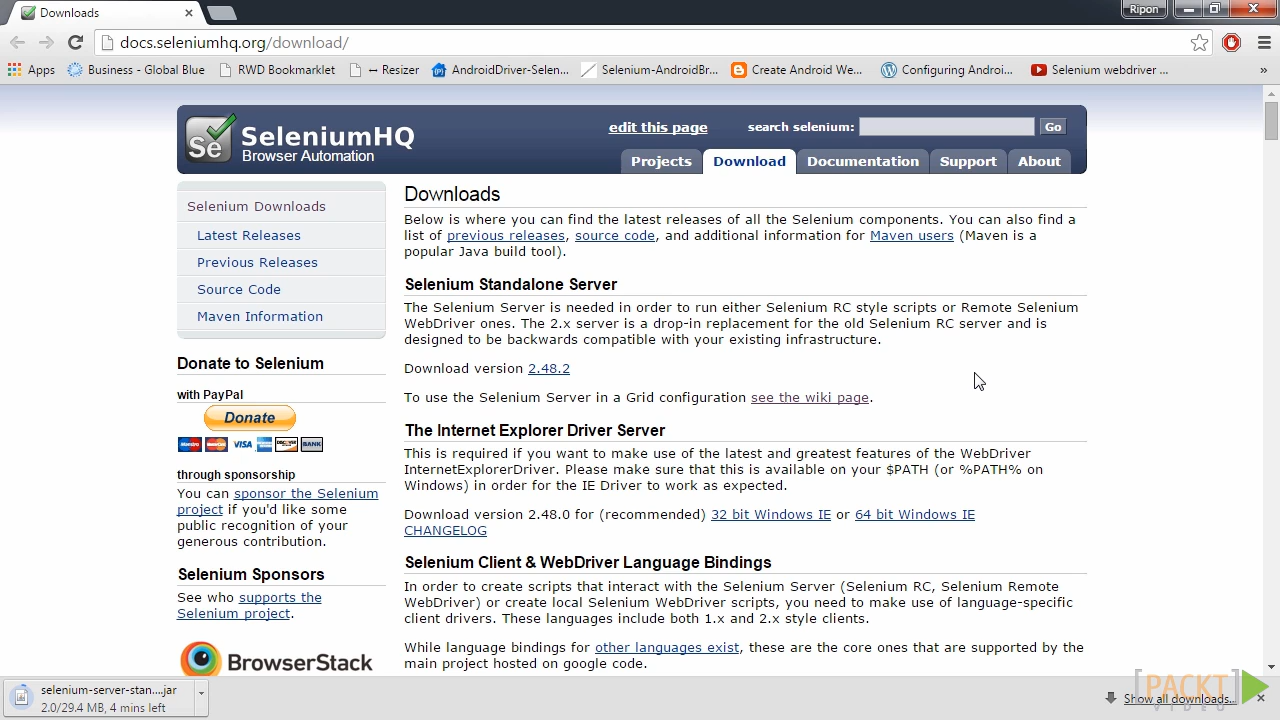 Downloads
Ripon
docs.seleniumhq.org/download/
Apps
Business - Global Blue
RWD Bookmarklet
↔ Resizer
AndroidDriver-Selen...
Selenium-AndroidBr...
Create Android We...
Configuring Androi...
Selenium webdriver ...
»
Se
SeleniumHQ
Browser Automation
edit this page
search selenium:
Go
Projects
Download
Documentation
Support
About
Selenium Downloads
Latest Releases
Previous Releases
Source Code
Maven Information
Donate to Selenium
with PayPal
Donate
VISA
BANK
through sponsorship
You can sponsor the Selenium
project if you'd like some
public recognition of your
generous contribution.
Selenium Sponsors
See who supports the
Selenium project.
BrowserStack
Downloads
Below is where you can find the latest releases of all the Selenium components. You can also find a
list of previous releases, source code, and additional information for Maven users (Maven is a
popular Java build tool).
Selenium Standalone Server
The Selenium Server is needed in order to run either Selenium RC style scripts or Remote Selenium
WebDriver ones. The 2.x server is a drop-in replacement for the old Selenium RC server and is
designed to be backwards compatible with your existing infrastructure.
Download version 2.48.2
To use the Selenium Server in a Grid configuration see the wiki page.
The Internet Explorer Driver Server
This is required if you want to make use of the latest and greatest features of the WebDriver
InternetExplorerDriver. Please make sure that this is available on your $PATH (or %PATH% on
Windows) in order for the IE Driver to work as expected.
Download version 2.48.0 for (recommended) 32 bit Windows IE or 64 bit Windows IE
CHANGELOG
Selenium Client & WebDriver Language Bindings
In order to create scripts that interact with the Selenium Server (Selenium RC, Selenium Remote
WebDriver) or create local Selenium WebDriver scripts, you need to make use of language-specific
client drivers. These languages include both 1.x and 2.x style clients.
While language bindings for other languages exist, these are the core ones that are supported by the
main project hosted on google code.
selenium-server-stan....jar
2.0/29.4 MB, 4 mins left
Show all downloads...
PACKT
VIDEO